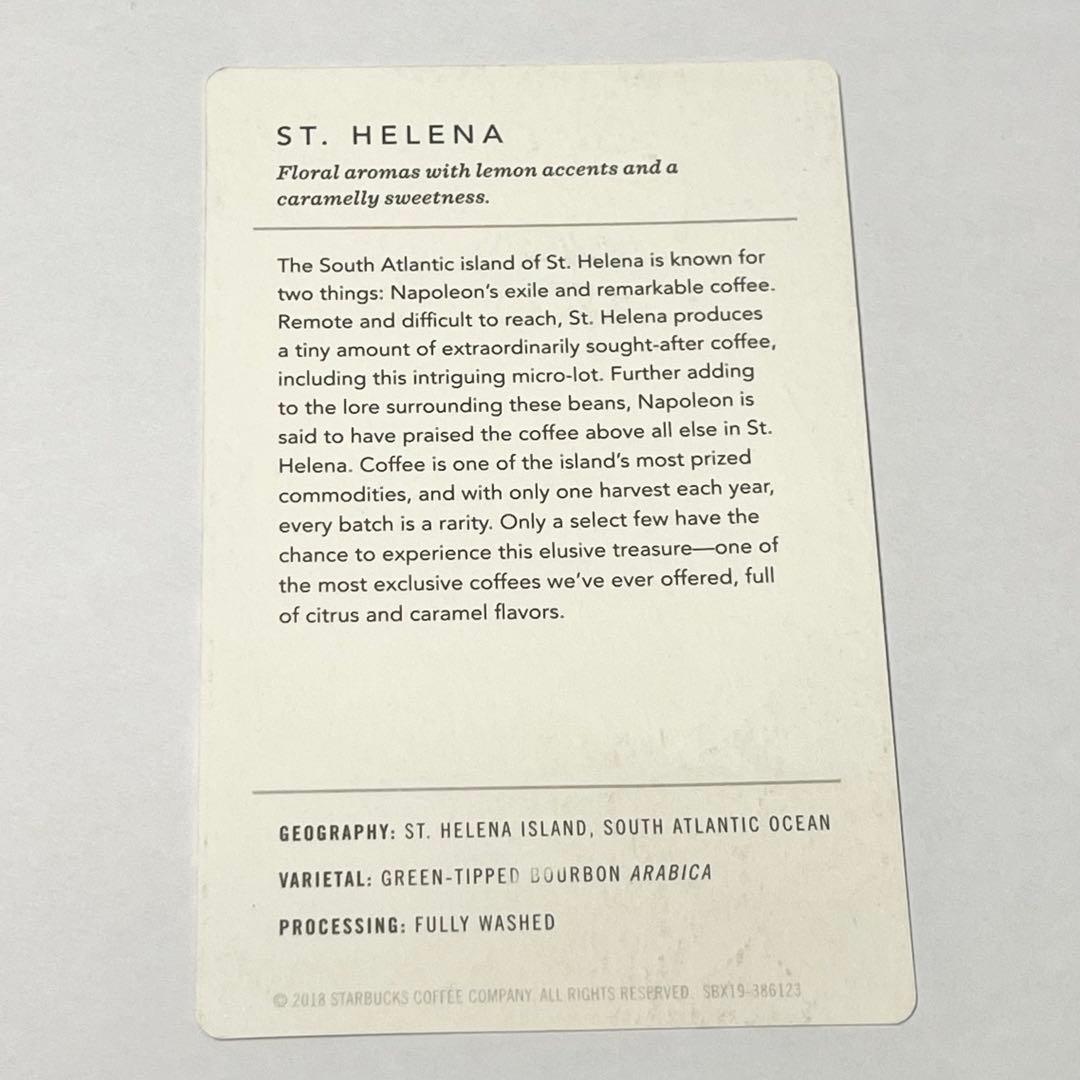 ST. HELENA
Floral aromas with lemon accents and a
caramelly sweetness.
The South Atlantic island of St. Helena is known for
two things: Napoleon's exile and remarkable coffee.
Remote and difficult to reach, St. Helena produces
a tiny amount of extraordinarily sought-after coffee,
including this intriguing micro-lot. Further adding
to the lore surrounding these beans, Napoleon is
said to have praised the coffee above all else in St.
Helena. Coffee is one of the island's most prized
commodities, and with only one harvest each year,
every batch is a rarity. Only a select few have the
chance to experience this elusive treasure—one of
the most exclusive coffees we've ever offered, full
of citrus and caramel flavors.
GEOGRAPHY: ST. HELENA ISLAND, SOUTH ATLANTIC OCEAN
VARIETAL: GREEN-TIPPED BOURBON ARABICA
PROCESSING: FULLY WASHED
© 2018 STARBUCKS COFFEE COMPANY. ALL RIGHTS RESERVED. SBX19-386123